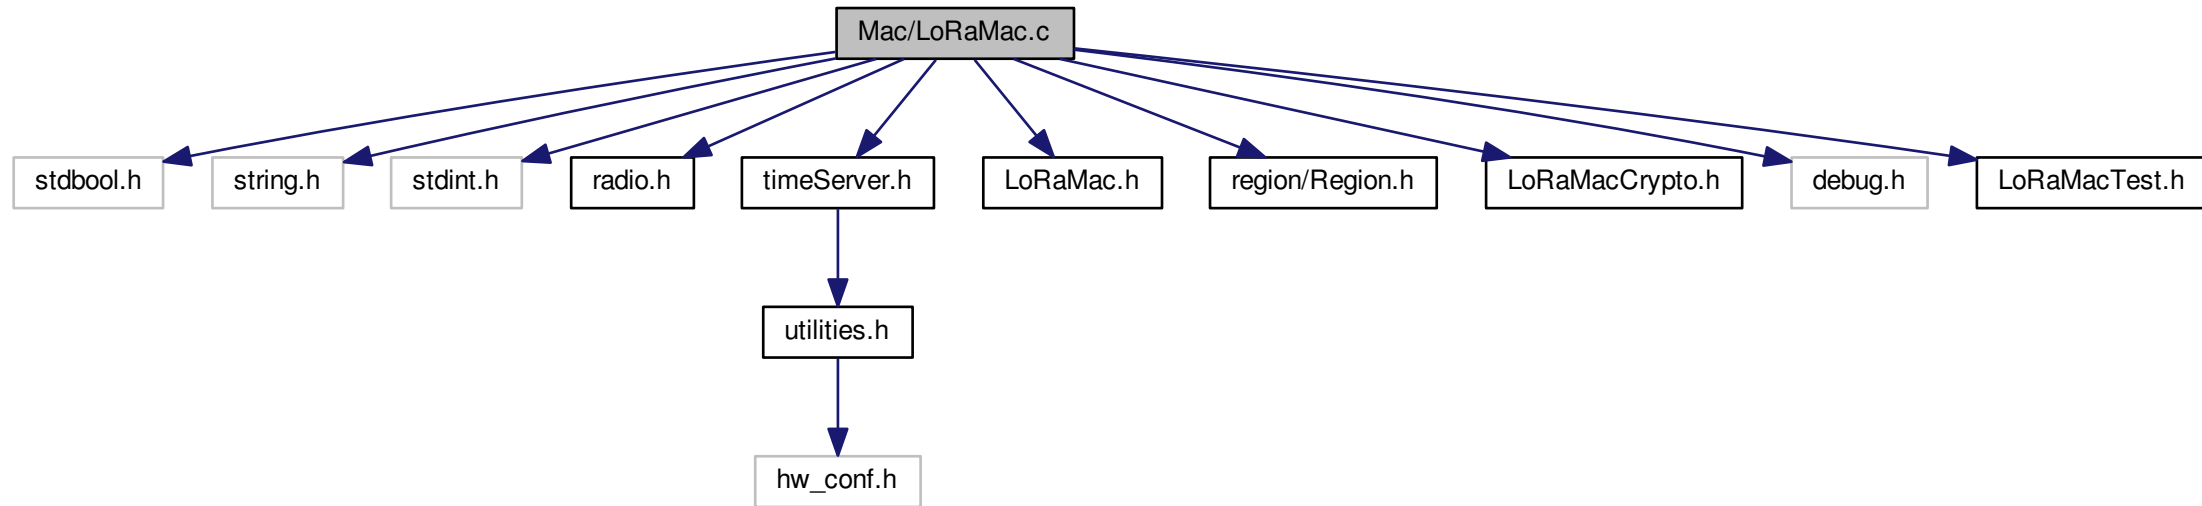 Mac/LoRaMac.c
stdbool.h
string.h
stdint.h
radio.h
timeServer.h
LoRaMac.h
region/Region.h
LoRaMacCrypto.h
debug.h
LoRaMacTest.h
utilities.h
hw_conf.h